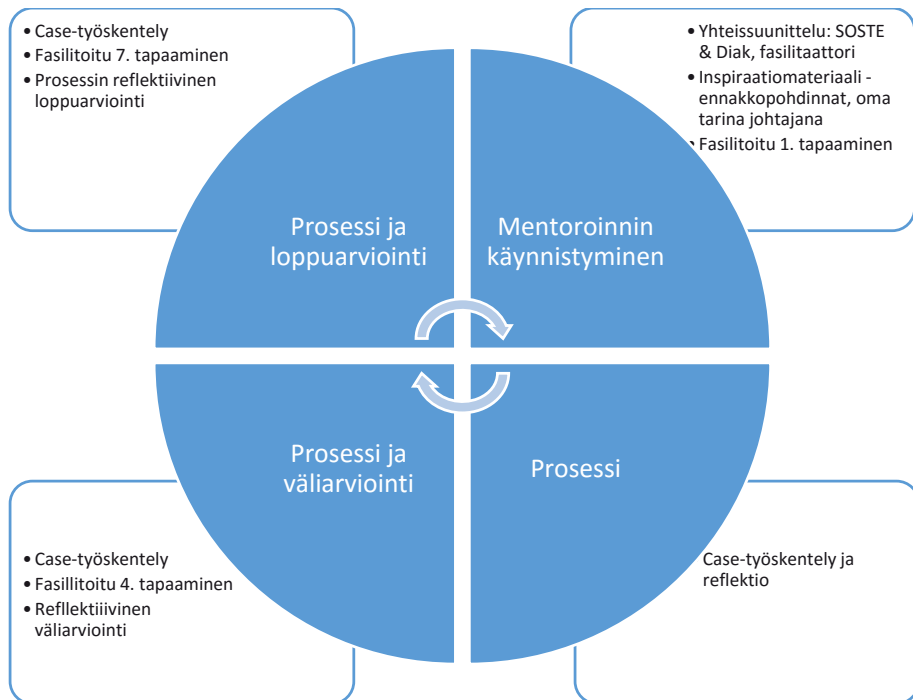 • Case-työskentely
• Fasilitoitu 7. tapaaminen
• Prosessin reflektiivinen
loppuarviointi
• Yhteissuunittelu: SOSTE
& Diak, fasilitaattori
• Inspiraatiomateriaali -
ennakkopohdinnat, oma
tarina johtajana
• Fasilitoitu 1. tapaaminen
Prosessi ja
loppuarviointi
Mentoroinnin
käynnistyminen
Prosessi ja
väliarviointi
Prosessi
• Case-työskentely
• Fasillitoitu 4. tapaaminen
• Refllektiiivinen
väliarviointi
Case-työskentely ja
reflektio